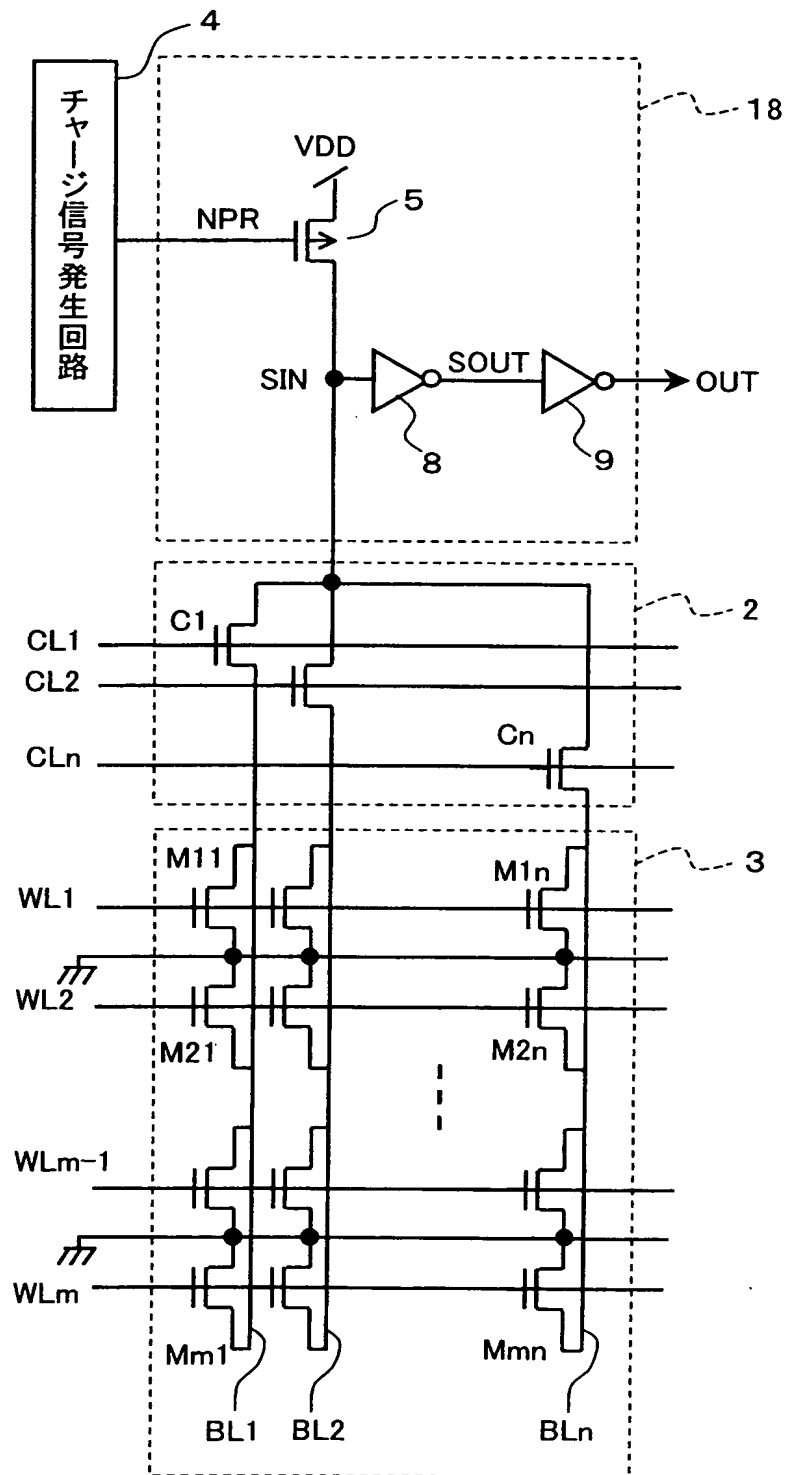 4
チャージ信号発生回路
18
VDD
5
NPR
SIN
SOUT
OUT
8
9
2
C1
CL1
CL2
Cn
CLn
3
M11
M1n
WL1
WL2
M21
M2n
WLm-1
WLm
Mm1
Mmn
BL1
BL2
BLn